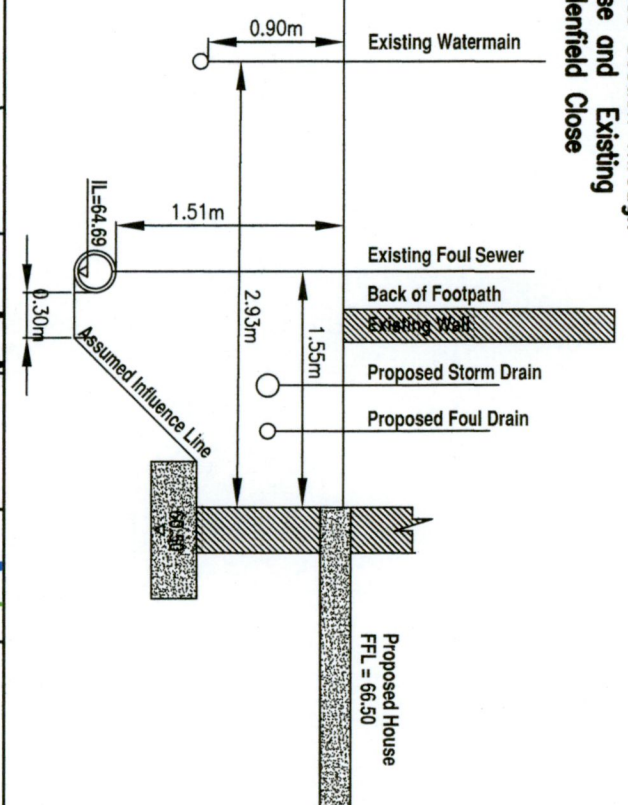 se and Existing
lenfield Close
0.90m
Existing Watermain
IL=64.69
1.51m
Existing Foul Sewer
Back of Footpath
Existing Wall
0.30m
2.93m
1.55m
Assumed Influence Line
Proposed Storm Drain
Proposed Foul Drain
Proposed House
FFL = 66.50